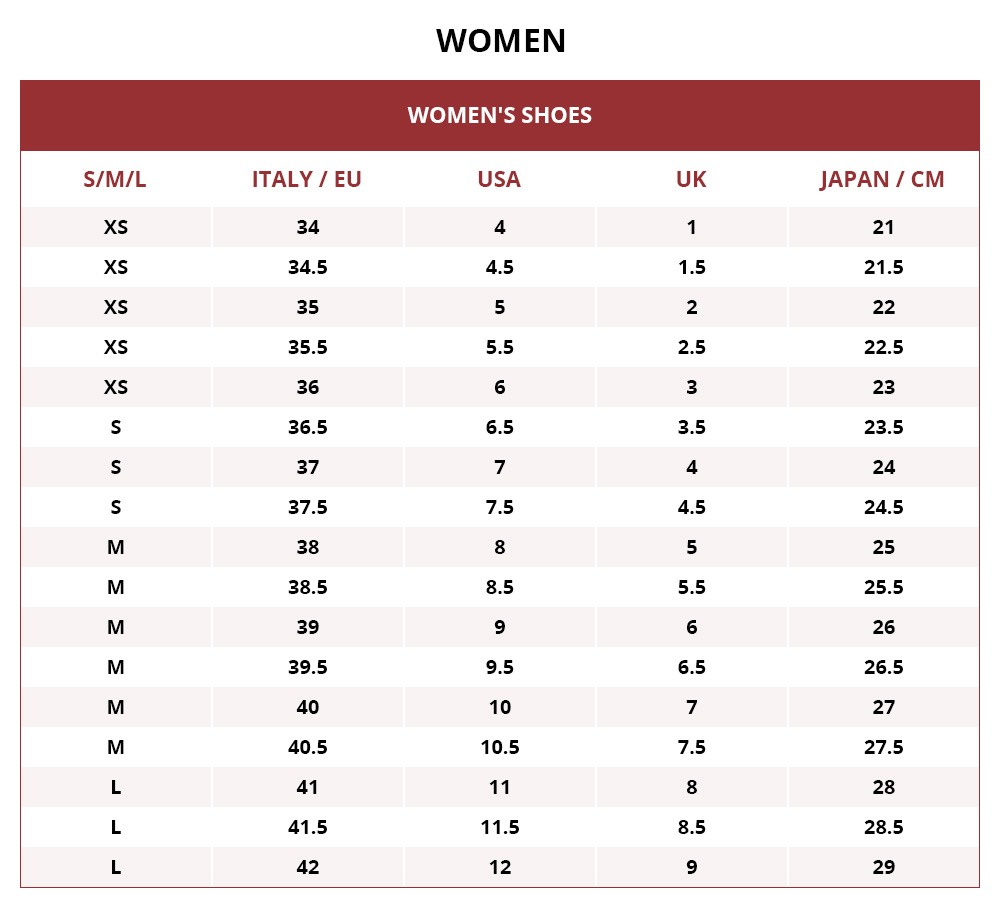 WOMEN
WOMEN'S SHOES
S/M/L ITALY / EU USA UK JAPAN / CM
XS 34 4 1 21
XS 34.5 4.5 1.5 21.5
XS 35 5 2 22
XS 35.5 5.5 2.5 22.5
XS 36 6 3 23
S 36.5 6.5 3.5 23.5
S 37 7 4 24
S 37.5 7.5 4.5 24.5
M 38 8 5 25
M 38.5 8.5 5.5 25.5
M 39 9 6 26
M 39.5 9.5 6.5 26.5
M 40 10 7 27
M 40.5 10.5 7.5 27.5
L 41 11 8 28
L 41.5 11.5 8.5 28.5
L 42 12 9 29